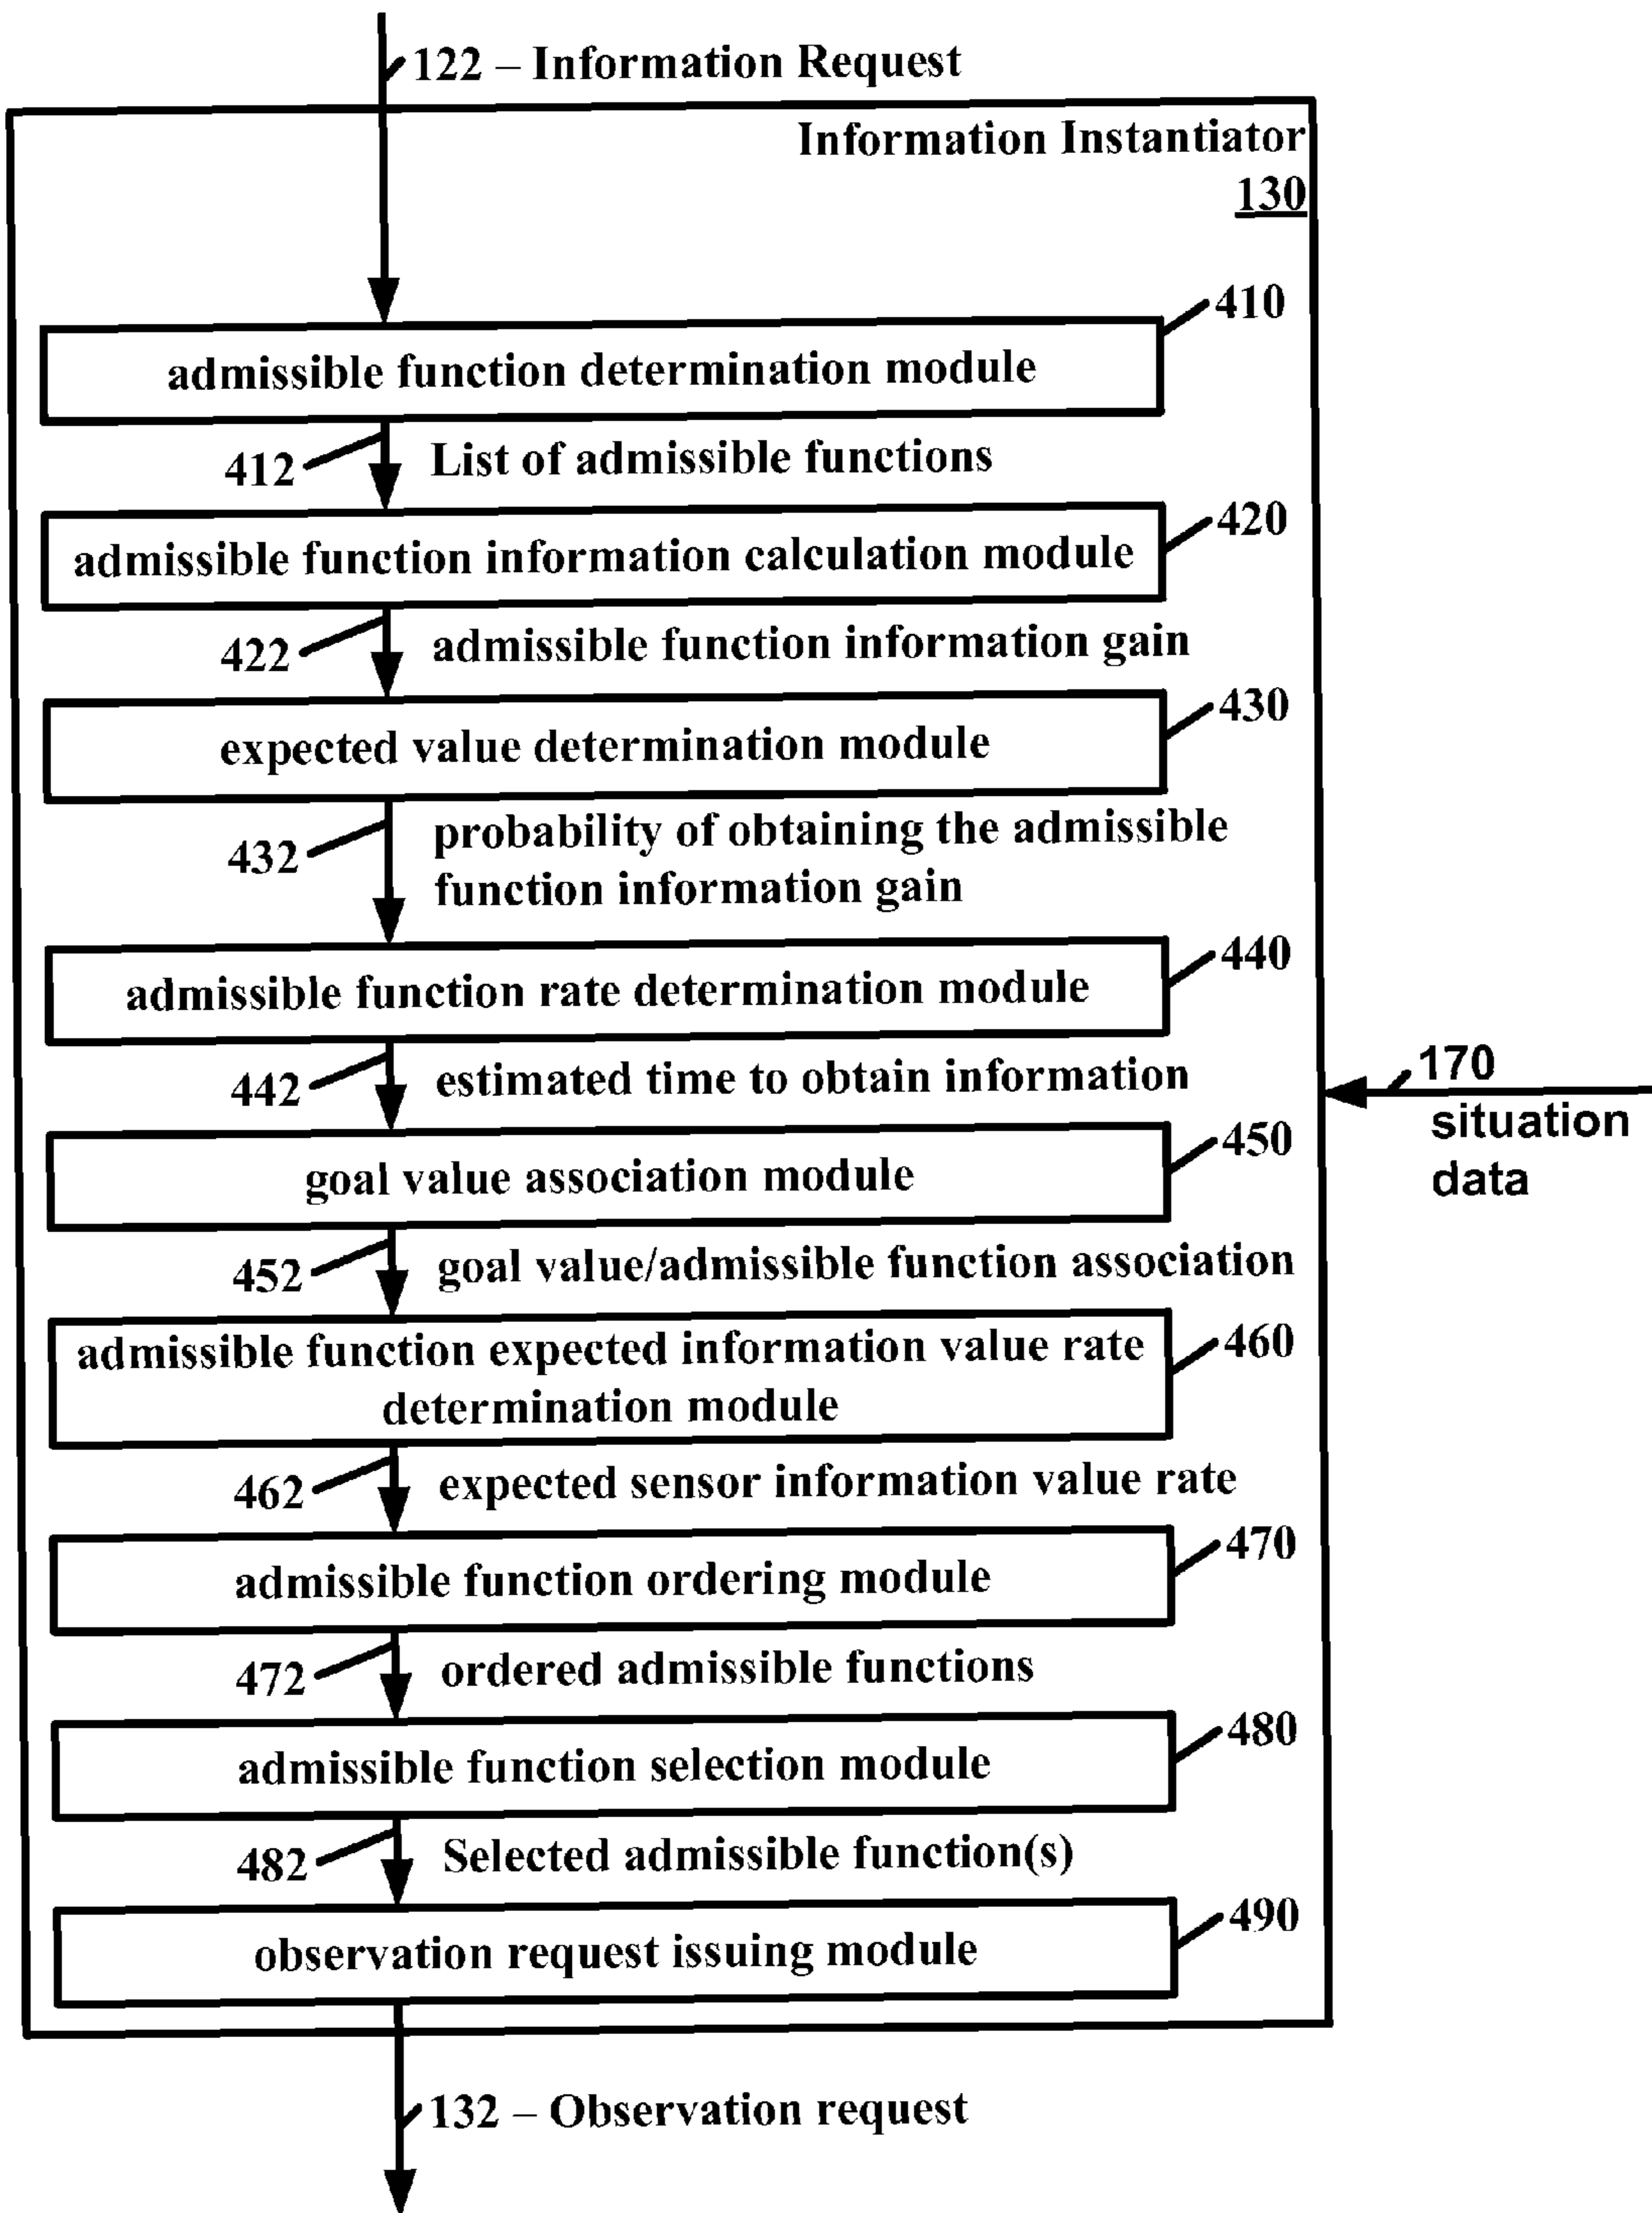 122 – Information Request
Information Instantiator
130
410
admissible function determination module
412
List of admissible functions
420
admissible function information calculation module
422
admissible function information gain
430
expected value determination module
432
probability of obtaining the admissible
function information gain
440
admissible function rate determination module
442
estimated time to obtain information
170
situation
data
450
goal value association module
452
goal value/admissible function association
460
admissible function expected information value rate
determination module
462
expected sensor information value rate
470
admissible function ordering module
472
ordered admissible functions
480
admissible function selection module
482
Selected admissible function(s)
490
observation request issuing module
132 – Observation request